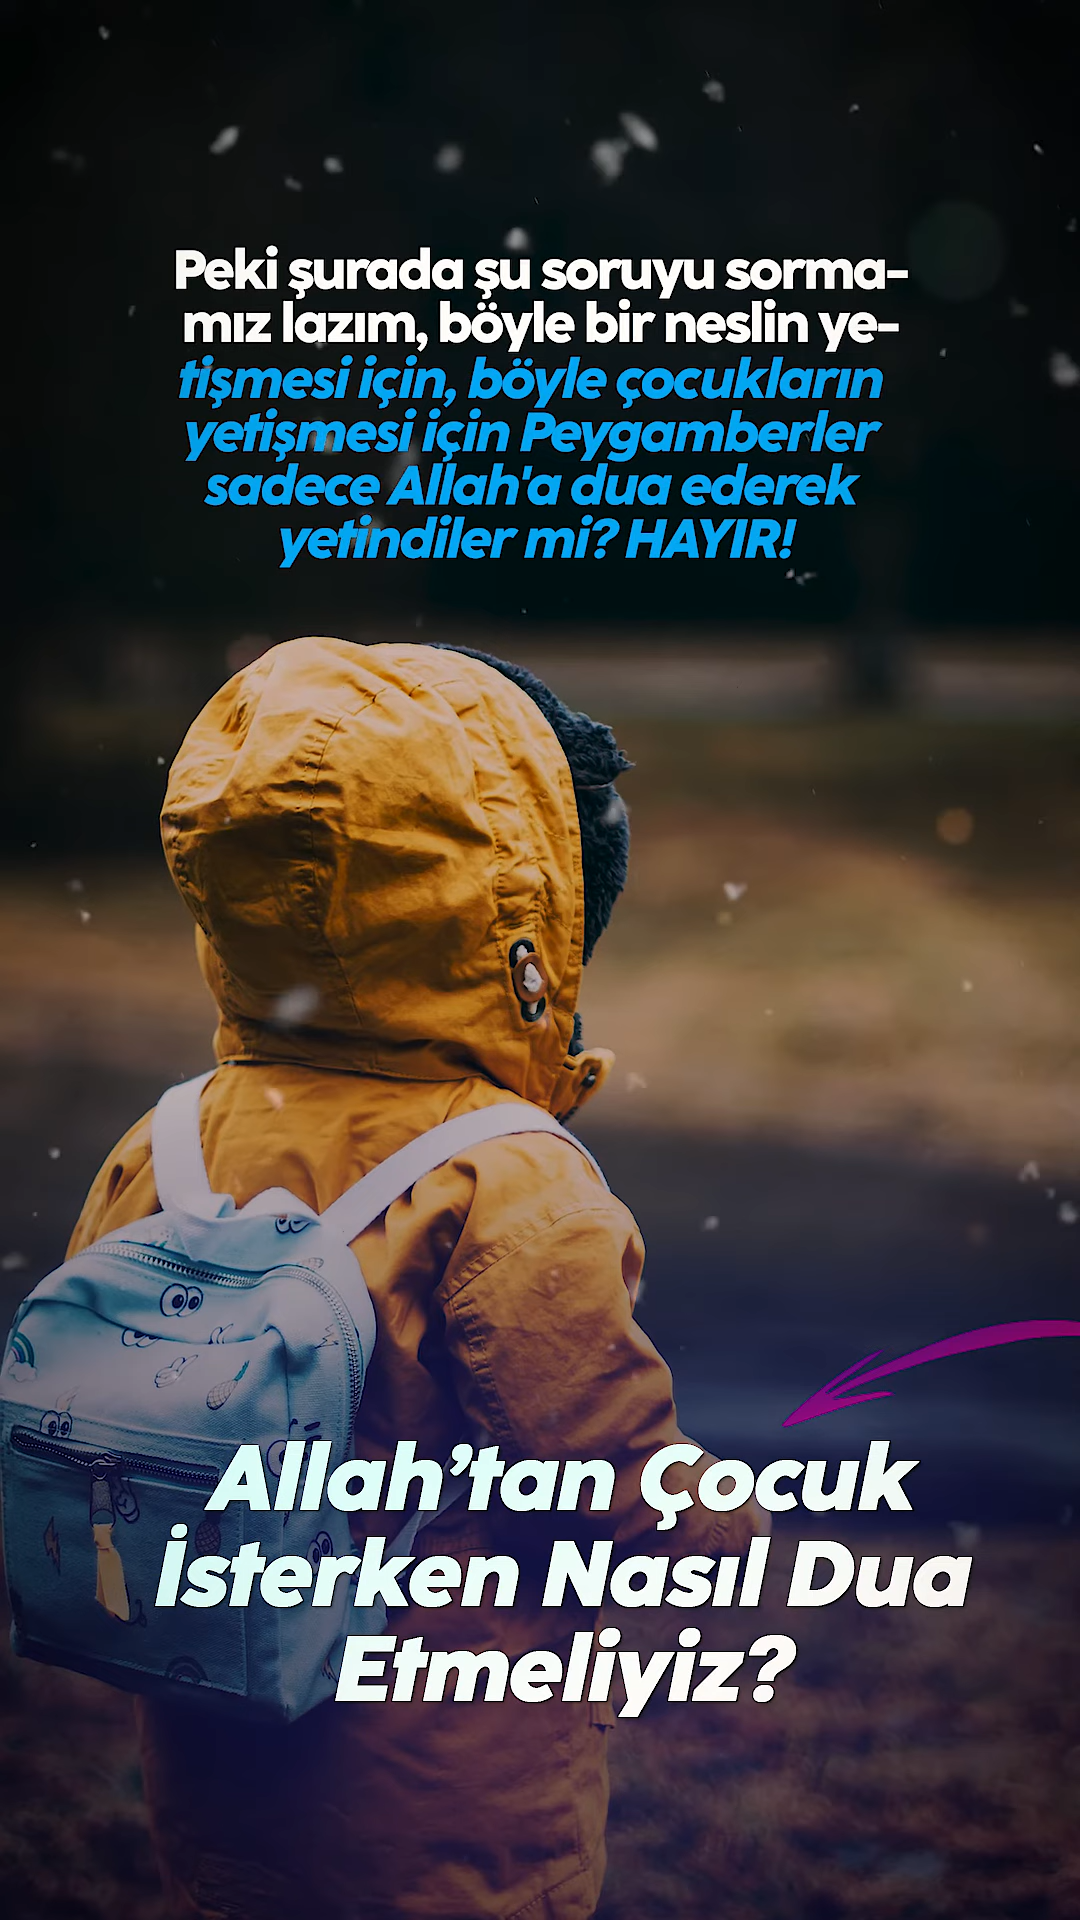 Peki şurada şu soruyu sorma-
mız lazım, böyle bir neslin ye-
tişmesi için, böyle çocukların
yetişmesi için Peygamberler
sadece Allah'a dua ederek
yetindiler mi? HAYIR!
Allah’tan Çocuk
İsterken Nasıl Dua
Etmeliyiz?